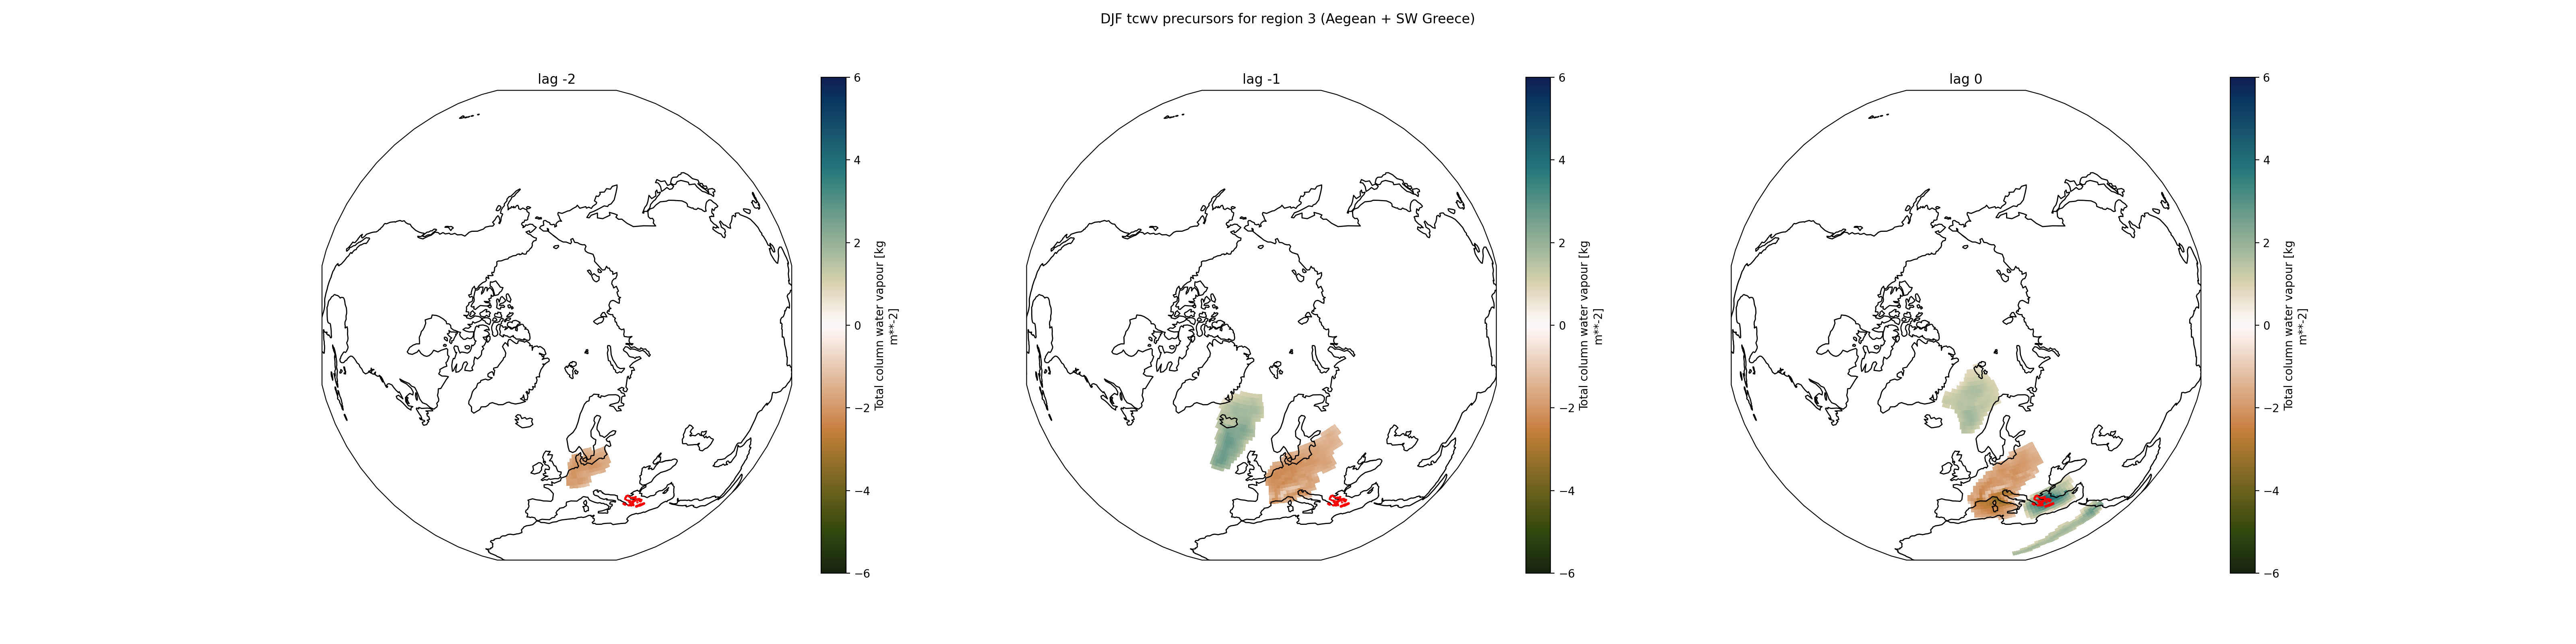 DJF tcwv precursors for region 3 (Aegean + SW Greece)
lag -2
6
4
2
0
−2
−4
−6
Total column water vapour [kg
m**-2]
lag -1
6
4
2
0
−2
−4
−6
Total column water vapour [kg
m**-2]
lag 0
6
4
2
0
−2
−4
−6
Total column water vapour [kg
m**-2]